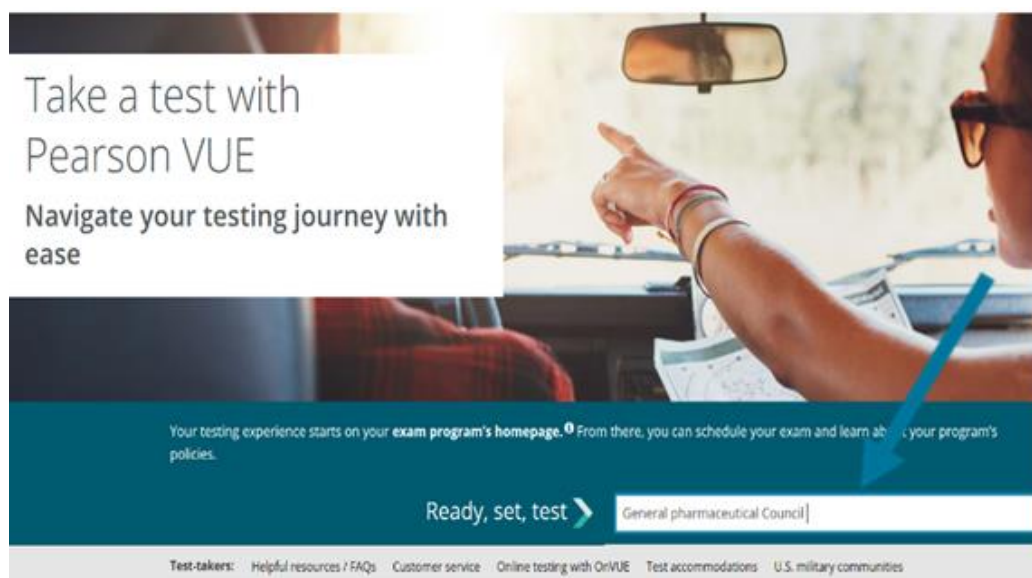 Take a test with
Pearson VUE
Navigate your testing journey with
ease
Your testing experience starts on your exam program's homepage. From there, you can schedule your exam and learn your program's
policies.
Ready, set, test
General pharmaceutical Council
Test-takers: Helpful resources / FAQs Customer service Online testing with OnVUE Test accommodations U.S. military communities